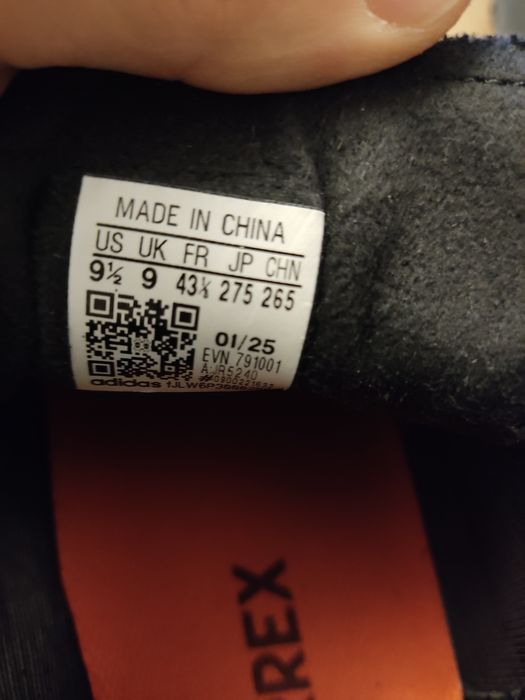 MADE IN CHINA
US UK FR JP CHN
9½ 9 43⅓ 275 265
01/25
EVN 791001
A:JR5240
adidas
REX